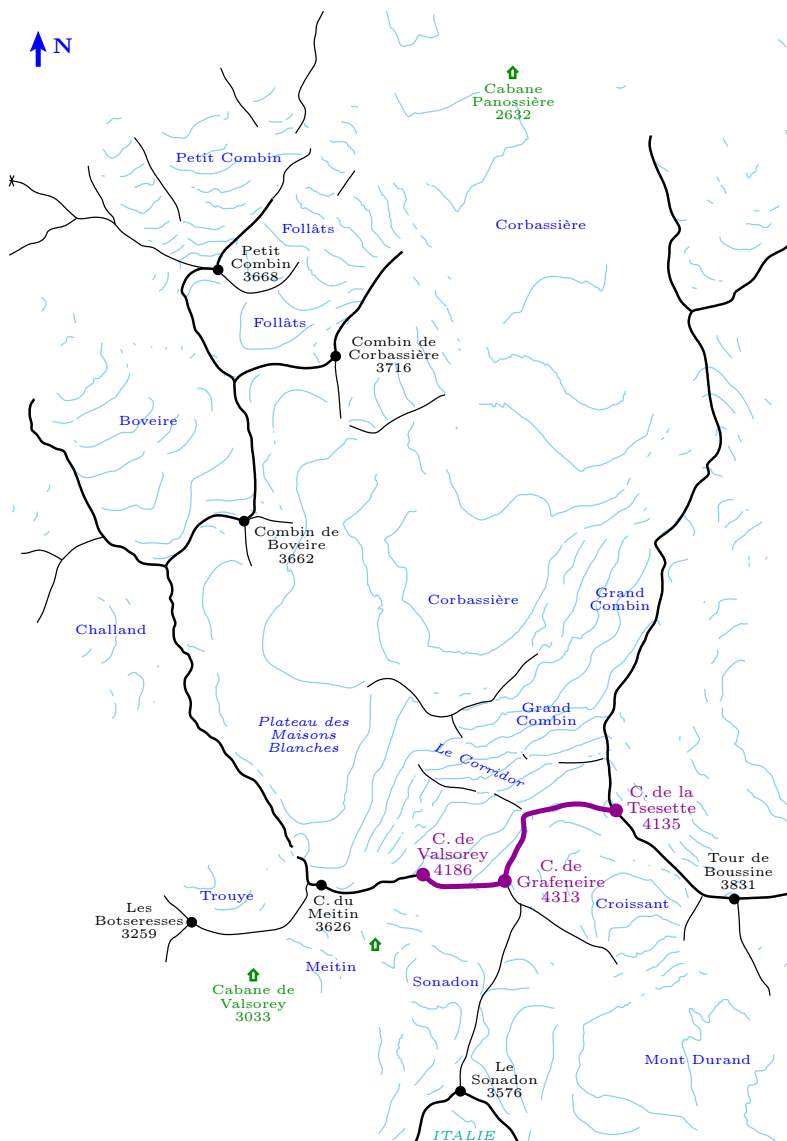 N
Cabane
Panossière
2632
Petit Combin
Corbassière
Follâts
Petit
Combin
3668
Follâts
Combin de
Corbassière
3716
Boveire
Combin de
Boveire
3662
Corbassière
Grand
Combin
Challand
Plateau des
Maisons
Blanches
Grand
Combin
Le Corridor
C. de la
Tsesette
4135
C. de
Valsorey
4186
C. de
Grafeneire
4313
Tour de
Boussine
3831
Trouye
C. du
Meitin
3626
Croissant
Les
Botseresses
3259
Meitin
Sonadon
Cabane de
Valsorey
3033
Mont Durand
Le
Sonadon
3576
ITALIE